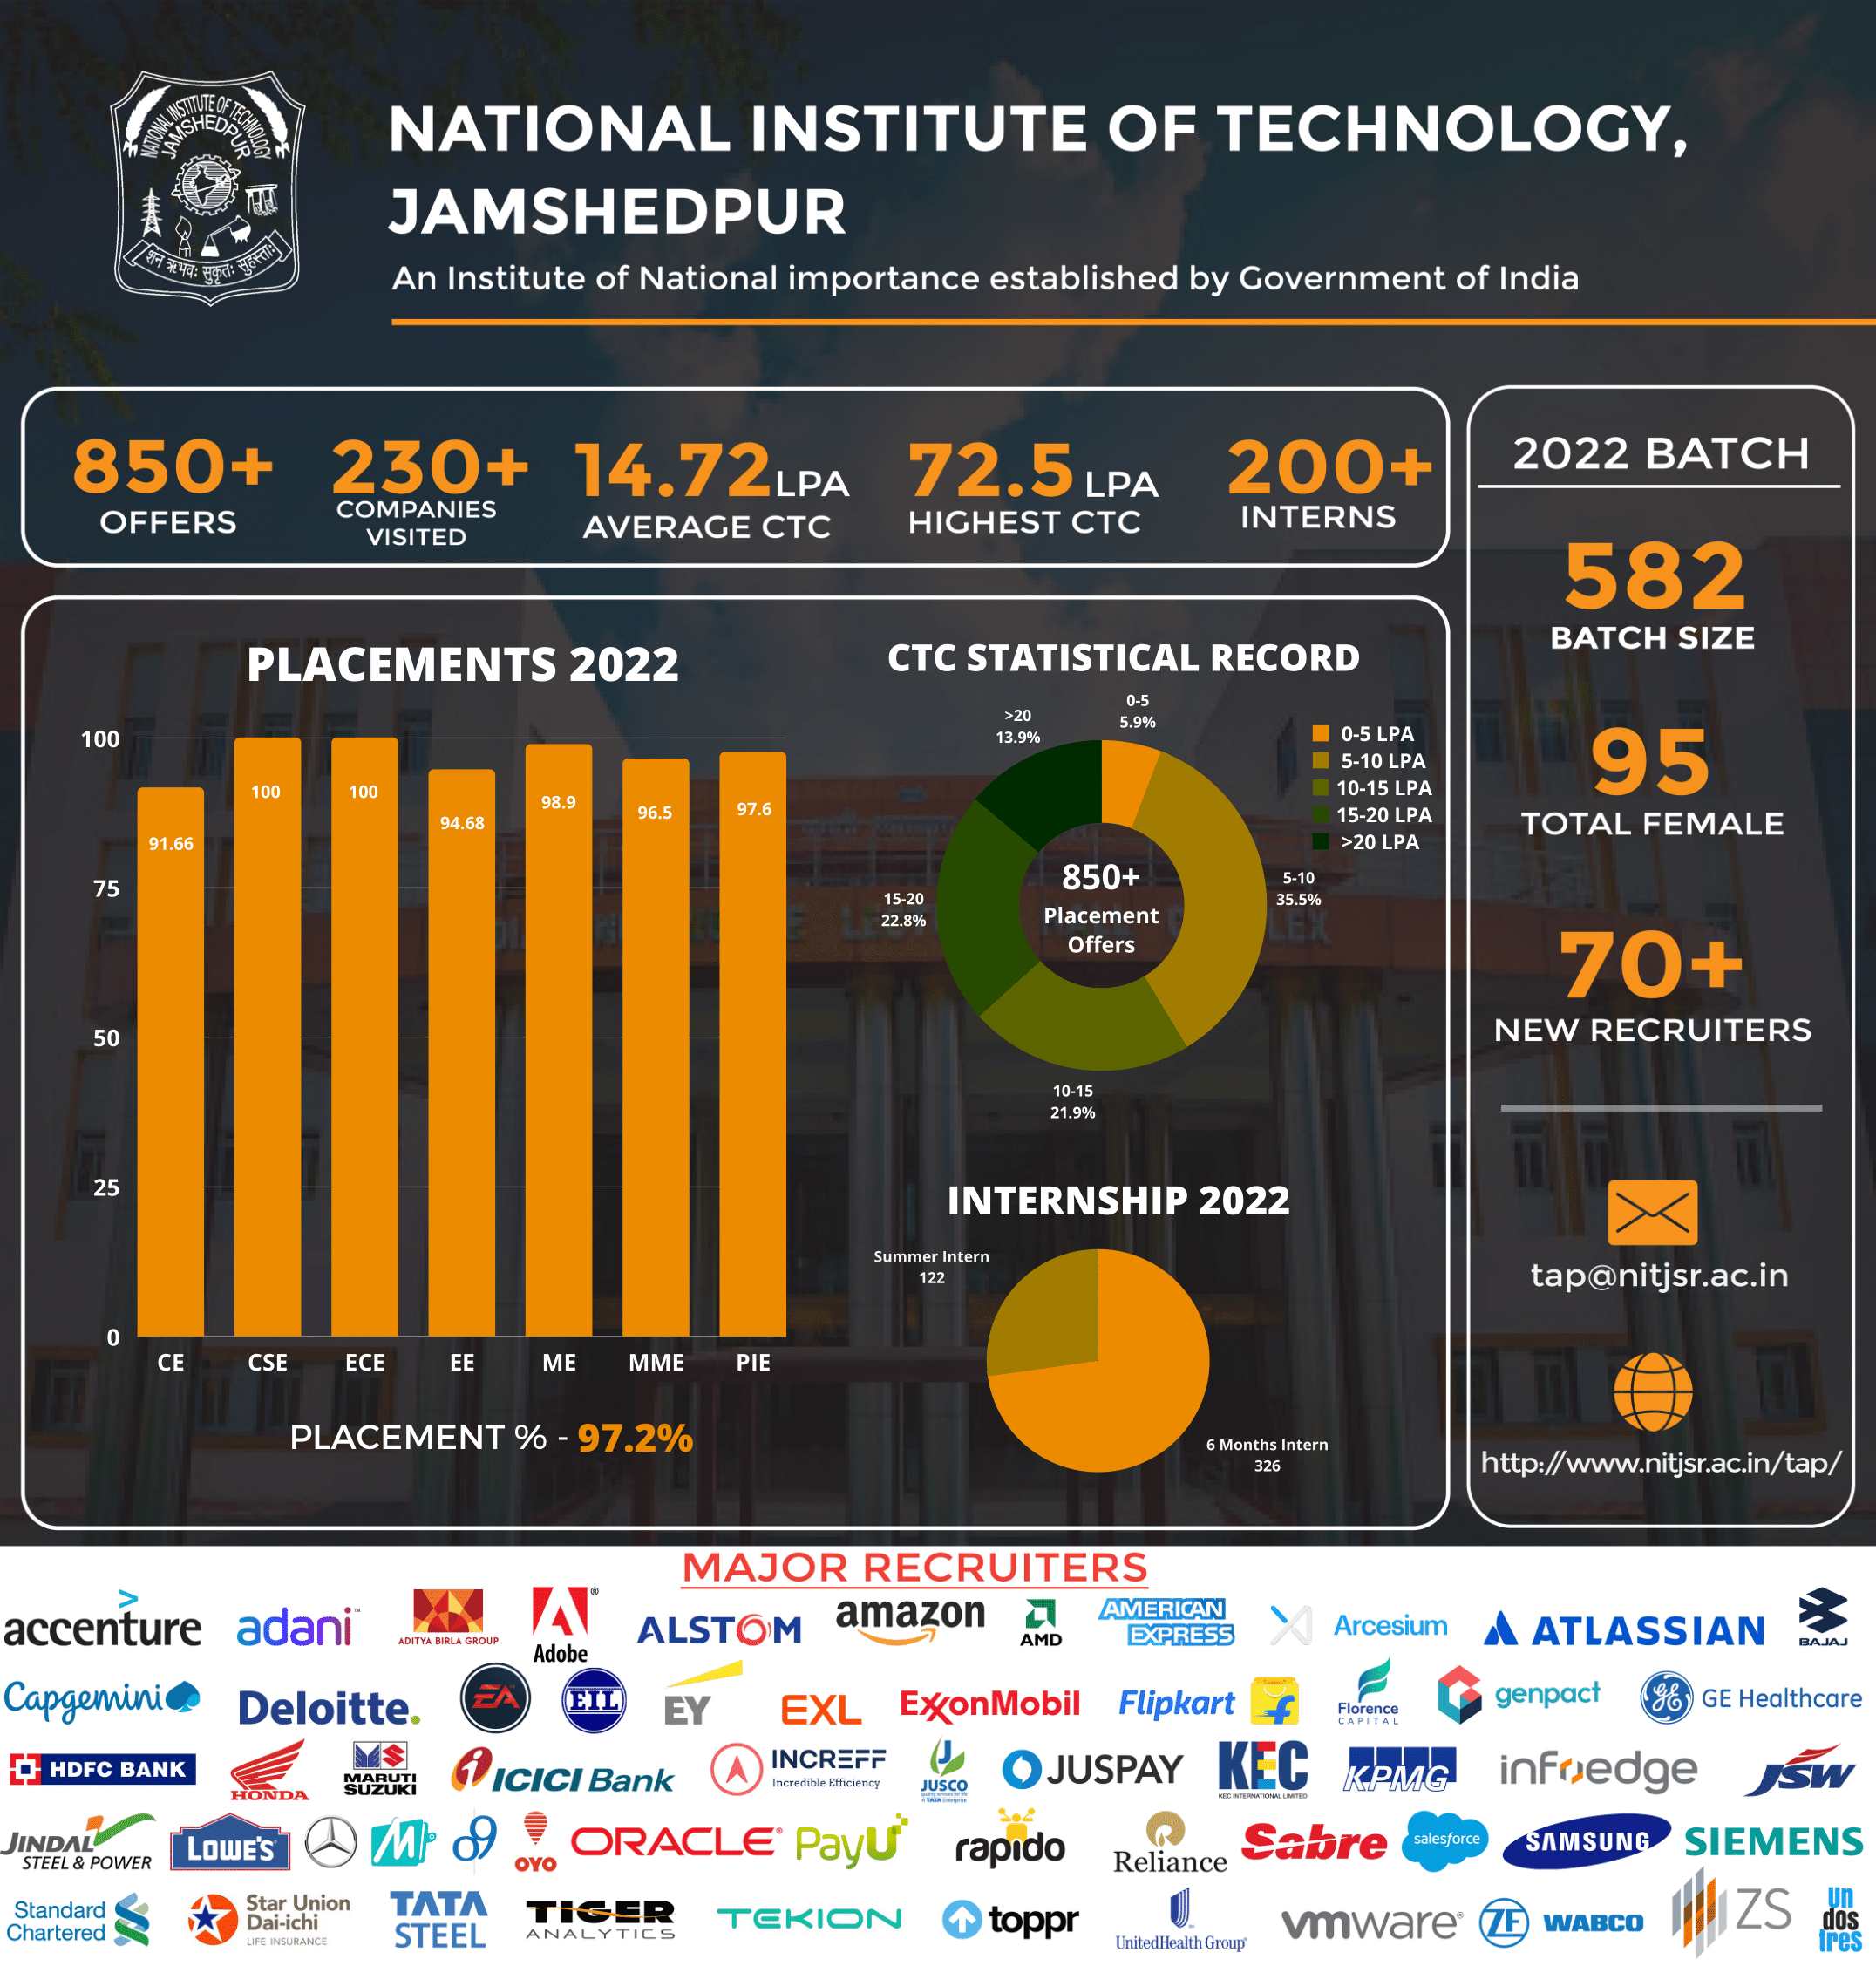 NATIONAL INSTITUTE OF TECHNOLOGY
JAMSHEDPUR
शन ऋभवः सुकृतः सुहस्ताः
NATIONAL INSTITUTE OF TECHNOLOGY,
JAMSHEDPUR
An Institute of National importance established by Government of India
850+
OFFERS
230+
COMPANIES
VISITED
14.72 LPA
AVERAGE CTC
72.5 LPA
HIGHEST CTC
200+
INTERNS
PLACEMENTS 2022
100
75
50
25
0
91.66
100
100
94.68
98.9
96.5
97.6
CE CSE ECE EE ME MME PIE
PLACEMENT % - 97.2%
CTC STATISTICAL RECORD
0-5
5.9%
>20
13.9%
0-5 LPA
5-10 LPA
10-15 LPA
15-20 LPA
>20 LPA
5-10
35.5%
15-20
22.8%
850+
Placement
Offers
10-15
21.9%
INTERNSHIP 2022
Summer Intern
122
6 Months Intern
326
2022 BATCH
582
BATCH SIZE
95
TOTAL FEMALE
70+
NEW RECRUITERS
tap@nitjsr.ac.in
http://www.nitjsr.ac.in/tap/
MAJOR RECRUITERS
accenture
adani™
ADITYA BIRLA GROUP
Adobe®
ALSTOM
amazon
AMD
AMERICAN
EXPRESS
Arcesium
ATLASSIAN
BAJAJ
Capgemini
Deloitte.
EA
EIL
EY
EXL
ExxonMobil
Flipkart
Florence
CAPITAL
genpact
GE Healthcare
HDFC BANK
HONDA
MARUTI
SUZUKI
ICICI Bank
INCREFF
Incredible Efficiency
JUSCO
quality services for life
A TATA Enterprise
JUSPAY
KEC
KEC INTERNATIONAL LIMITED
KPMG
infoedge
JSW
JINDAL
STEEL & POWER
LOWE'S
M
o9
OYO
ORACLE®
PayU
rapido
Reliance
Sabre
salesforce
SAMSUNG
SIEMENS
Standard
Chartered
Star Union
Dai-ichi
LIFE INSURANCE
TATA
STEEL
TIGER
ANALYTICS
TEKION
toppr
UnitedHealth Group®
vmware®
ZF
WABCO
ZS
Un
dos
tres